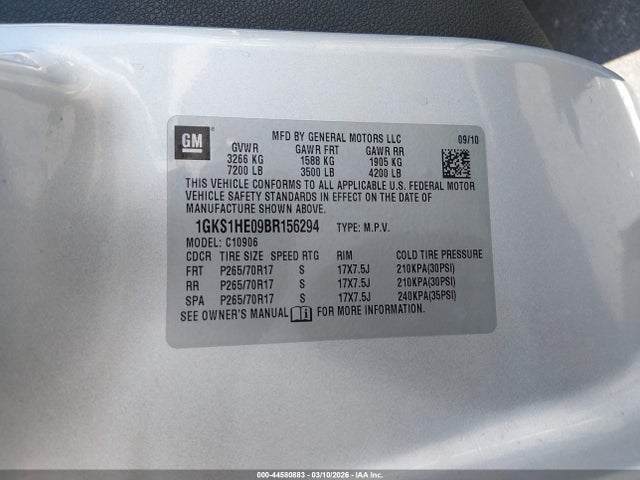 GM
MFD BY GENERAL MOTORS LLC 09/10
GVWR GAWR FRT GAWR RR
3266 KG 1588 KG 1905 KG
7200 LB 3500 LB 4200 LB
THIS VEHICLE CONFORMS TO ALL APPLICABLE U.S. FEDERAL MOTOR
VEHICLE SAFETY STANDARDS IN EFFECT ON THE DATE OF
MANUFACTURE SHOWN ABOVE.
1GKS1HE09BR156294 TYPE: M.P.V.
MODEL: C10906
CDCR TIRE SIZE SPEED RTG RIM COLD TIRE PRESSURE
FRT P265/70R17 S 17X7.5J 210KPA(30PSI)
RR P265/70R17 S 17X7.5J 210KPA(30PSI)
SPA P265/70R17 S 17X7.5J 240KPA(35PSI)
SEE OWNER'S MANUAL FOR MORE INFORMATION.
000-44580883 - 03/10/2026 - IAA Inc.